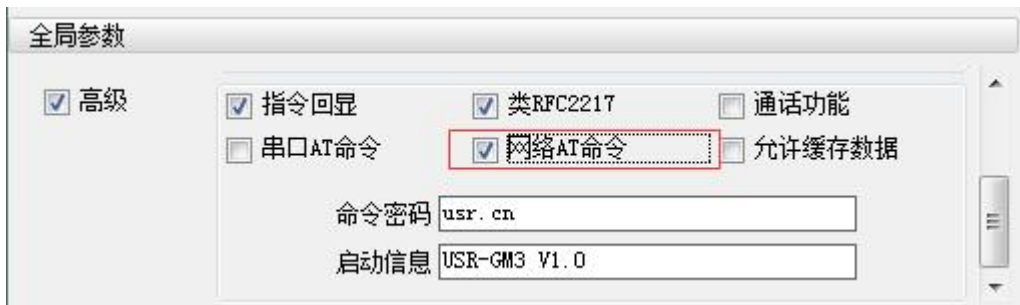 全局参数
高级 指令回显 类RFC2217 通话功能
串口AT命令 网络AT命令 允许缓存数据
命令密码 usr.cn
启动信息 USR-GM3 V1.0